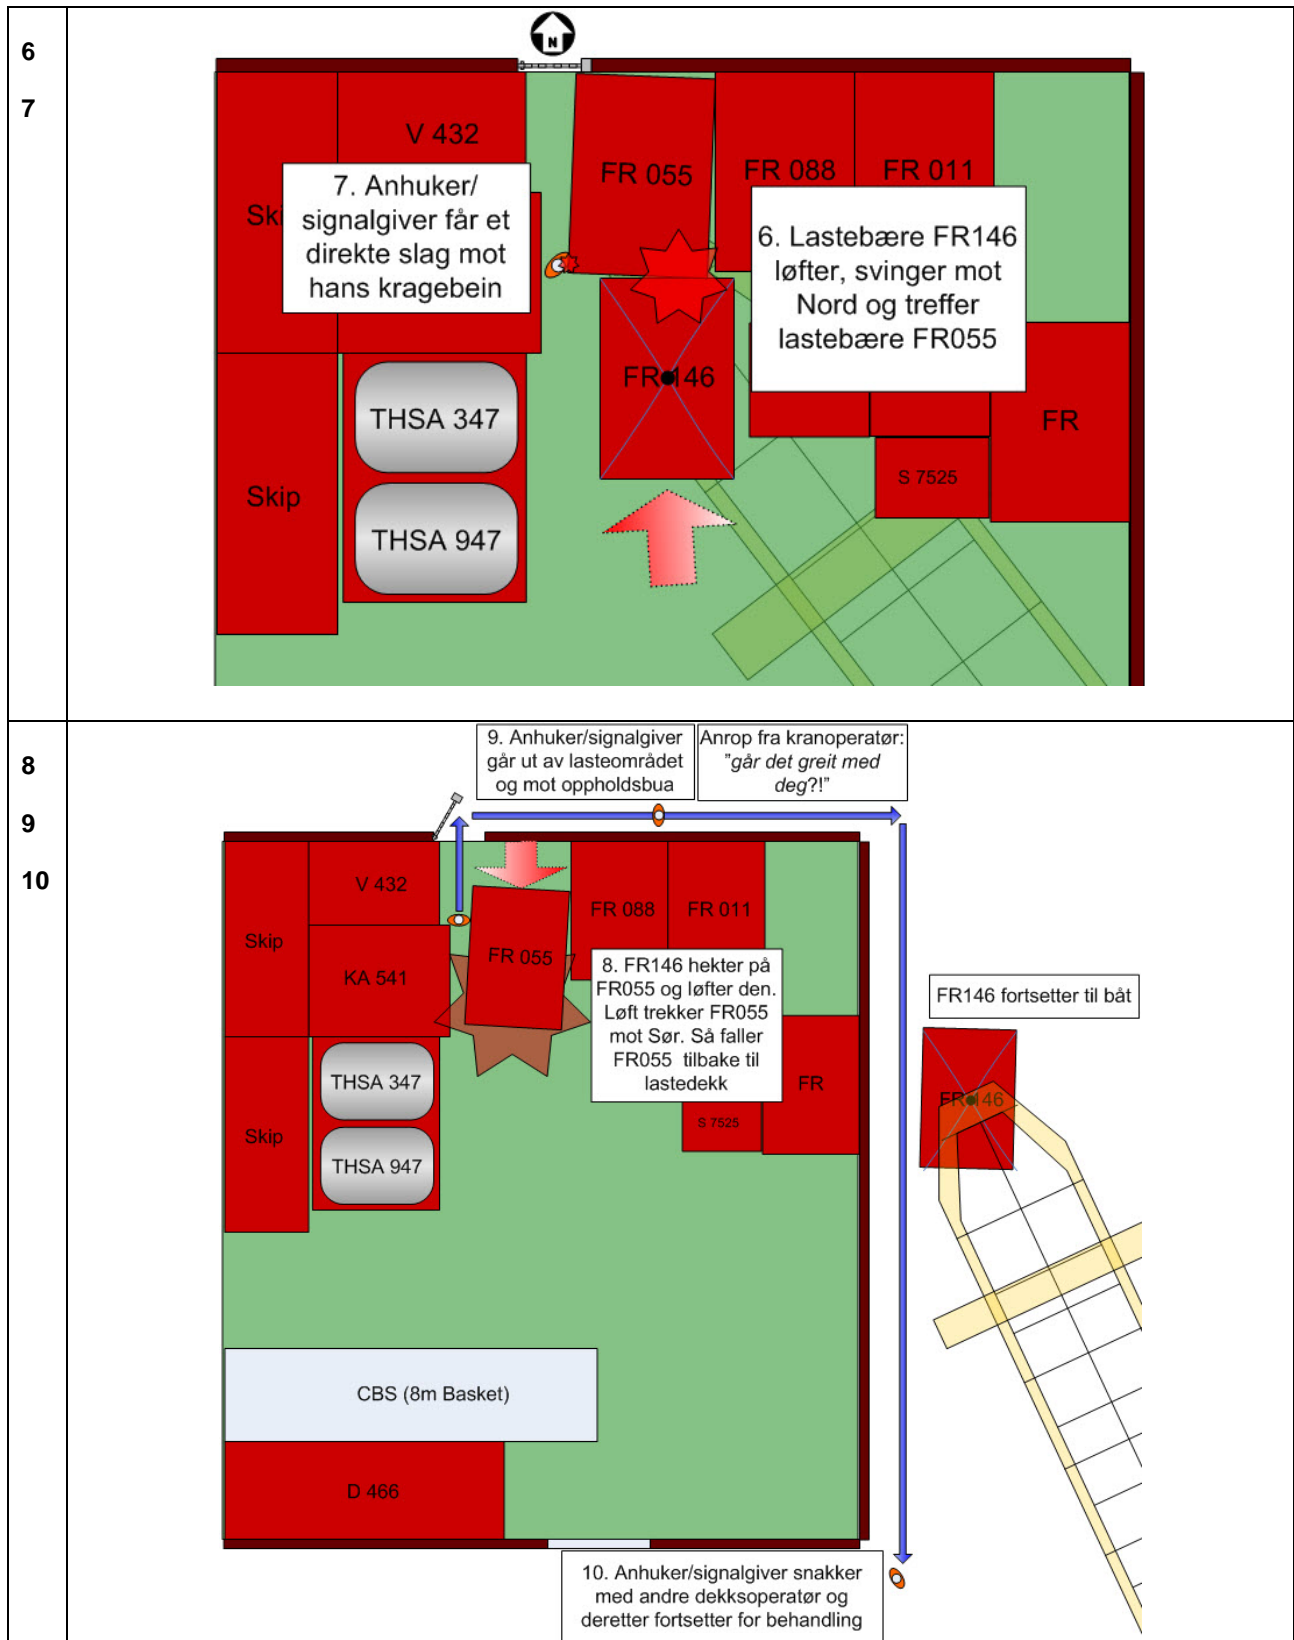 6
7
N
V 432
FR 055
FR 088
FR 011
7. Anhuker/
signalgiver får et
direkte slag mot
hans kragebein
Ski
6. Lastebære FR146
løfter, svinger mot
Nord og treffer
lastebære FR055
FR 146
THSA 347
FR
S 7525
Skip
THSA 947
8
9
10
9. Anhuker/signalgiver
går ut av lasteområdet
og mot oppholdsbua
Anrop fra kranoperatør:
"går det greit med
deg?!"
V 432
FR 088
FR 011
Skip
FR 055
KA 541
8. FR146 hekter på
FR055 og løfter den.
Løft trekker FR055
mot Sør. Så faller
FR055 tilbake til
lastedekk
FR146 fortsetter til båt
THSA 347
FR
FR 146
S 7525
Skip
THSA 947
CBS (8m Basket)
D 466
10. Anhuker/signalgiver snakker
med andre dekksoperatør og
deretter fortsetter for behandling